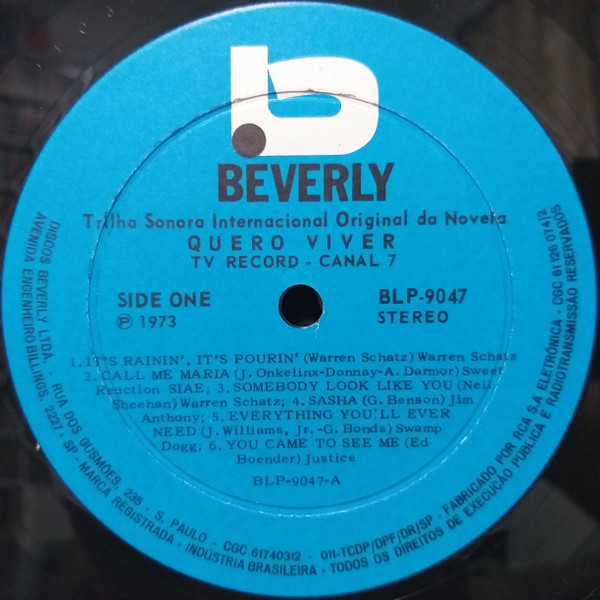 b
BEVERLY
Trilha Sonora Internacional Original da Novela
QUERO VIVER
TV RECORD - CANAL 7
SIDE ONE
℗ 1973
BLP-9047
STEREO
1. IT'S RAININ', IT'S POURIN' (Warren Schatz) Warren Schatz
2. CALL ME MARIA (J. Onkelinx-Donnay-A. Darmor) Sweet
Reaction SIAE; 3. SOMEBODY LOOK LIKE YOU (Neil
Sheehan) Warren Schatz; 4. SASHA (G. Benson) Jim
Anthony; 5. EVERYTHING YOU'LL EVER
NEED (J. Williams, Jr.-G. Bonds) Swamp
Dogg; 6. YOU CAME TO SEE ME (Ed
Boender) Justice
BLP-9047-A
DISCOS BEVERLY LTDA. - RUA DOS GUSMÕES, 235 - S. PAULO - CGC 61740312 - 011-TCDP/DPF/DR/SP - FABRICADO POR RCA S.A ELETRÔNICA - CGC 61126 074/2
AVENIDA ENGENHEIRO BILLINGS, 2227 - SP - MARCA REGISTRADA - INDÚSTRIA BRASILEIRA - TODOS OS DIREITOS DE EXECUÇÃO PÚBLICA E RADIOTRANSMISSÃO RESERVADOS